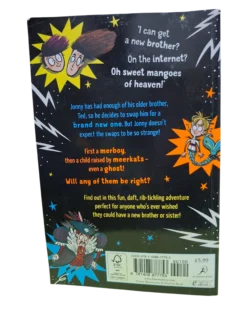 'I can get
a new brother?
On the internet?
Oh sweet mangoes
of heaven!'
Jonny has had enough of his older brother,
Ted, so he decides to swap him for a
brand new one. But Jonny doesn't
expect the swaps to be so strange!
First a merboy,
then a child raised by meerkats -
even a ghost!
Will any of them be right?
Find out in this fun, daft, rib-tickling adventure
perfect for anyone who's ever wished
they could have a new brother or sister!
FSC
£5.99